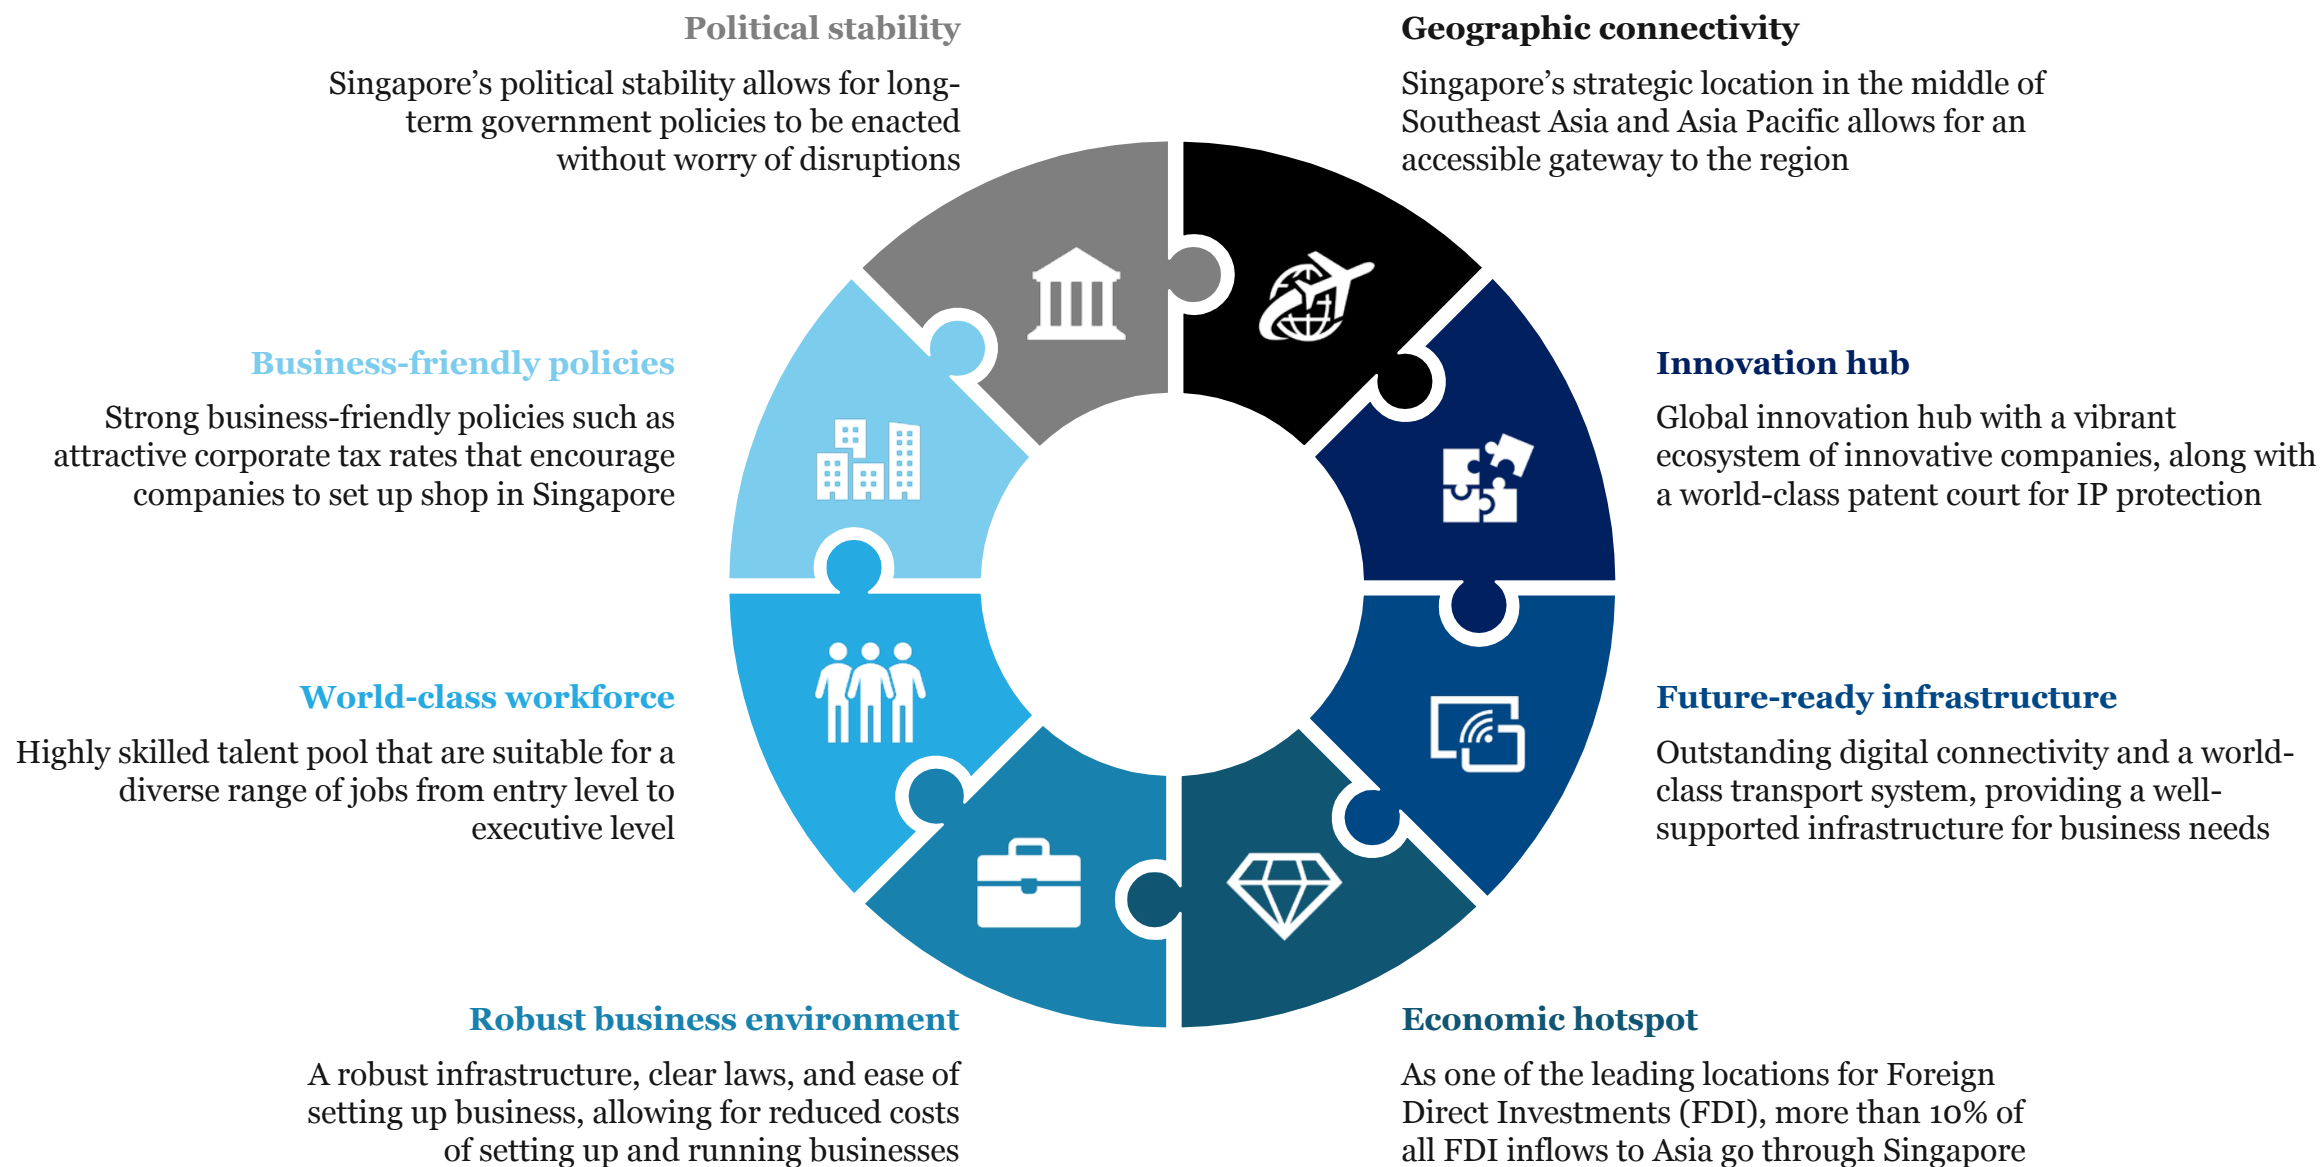 Political stability
Singapore’s political stability allows for long-
term government policies to be enacted
without worry of disruptions
Geographic connectivity
Singapore’s strategic location in the middle of
Southeast Asia and Asia Pacific allows for an
accessible gateway to the region
Business-friendly policies
Strong business-friendly policies such as
attractive corporate tax rates that encourage
companies to set up shop in Singapore
Innovation hub
Global innovation hub with a vibrant
ecosystem of innovative companies, along with
a world-class patent court for IP protection
World-class workforce
Highly skilled talent pool that are suitable for a
diverse range of jobs from entry level to
executive level
Future-ready infrastructure
Outstanding digital connectivity and a world-
class transport system, providing a well-
supported infrastructure for business needs
Robust business environment
A robust infrastructure, clear laws, and ease of
setting up business, allowing for reduced costs
of setting up and running businesses
Economic hotspot
As one of the leading locations for Foreign
Direct Investments (FDI), more than 10% of
all FDI inflows to Asia go through Singapore